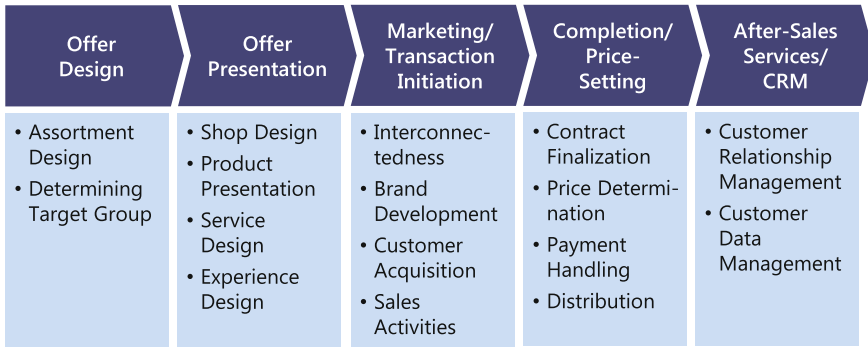 Offer
Design
Offer
Presentation
Marketing/
Transaction
Initiation
Completion/
Price-
Setting
After-Sales
Services/
CRM
• Assortment
Design
• Determining
Target Group
• Shop Design
• Product
Presentation
• Service
Design
• Experience
Design
• Interconnec-
tedness
• Brand
Development
• Customer
Acquisition
• Sales
Activities
• Contract
Finalization
• Price Determi-
nation
• Payment
Handling
• Distribution
• Customer
Relationship
Management
• Customer
Data
Management